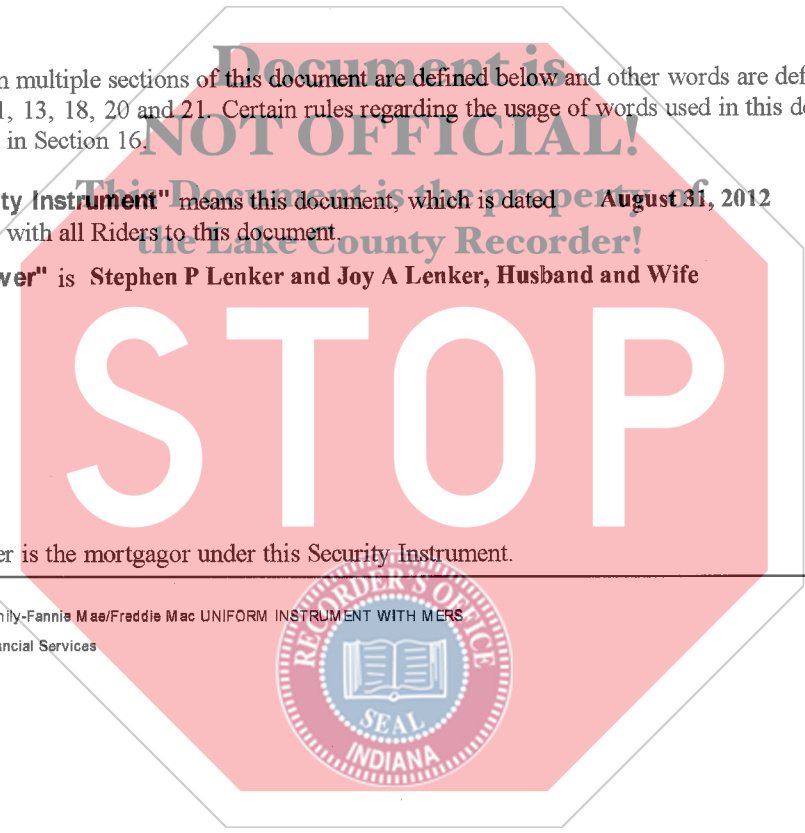 Document is
n multiple sections of this document are defined below and other words are def
1, 13, 18, 20 and 21. Certain rules regarding the usage of words used in this d
in Section 16.
NOT OFFICIAL!
ty Instrument" means this document, which is dated August 31, 2012
This Document is the property of
with all Riders to this document.
the Lake County Recorder!
wer" is Stephen P Lenker and Joy A Lenker, Husband and Wife
STOP
er is the mortgagor under this Security Instrument.
nily-Fannie Mae/Freddie Mac UNIFORM INSTRUMENT WITH MERS
ncial Services
RECORDER'S OFFICE
SEAL
INDIANA